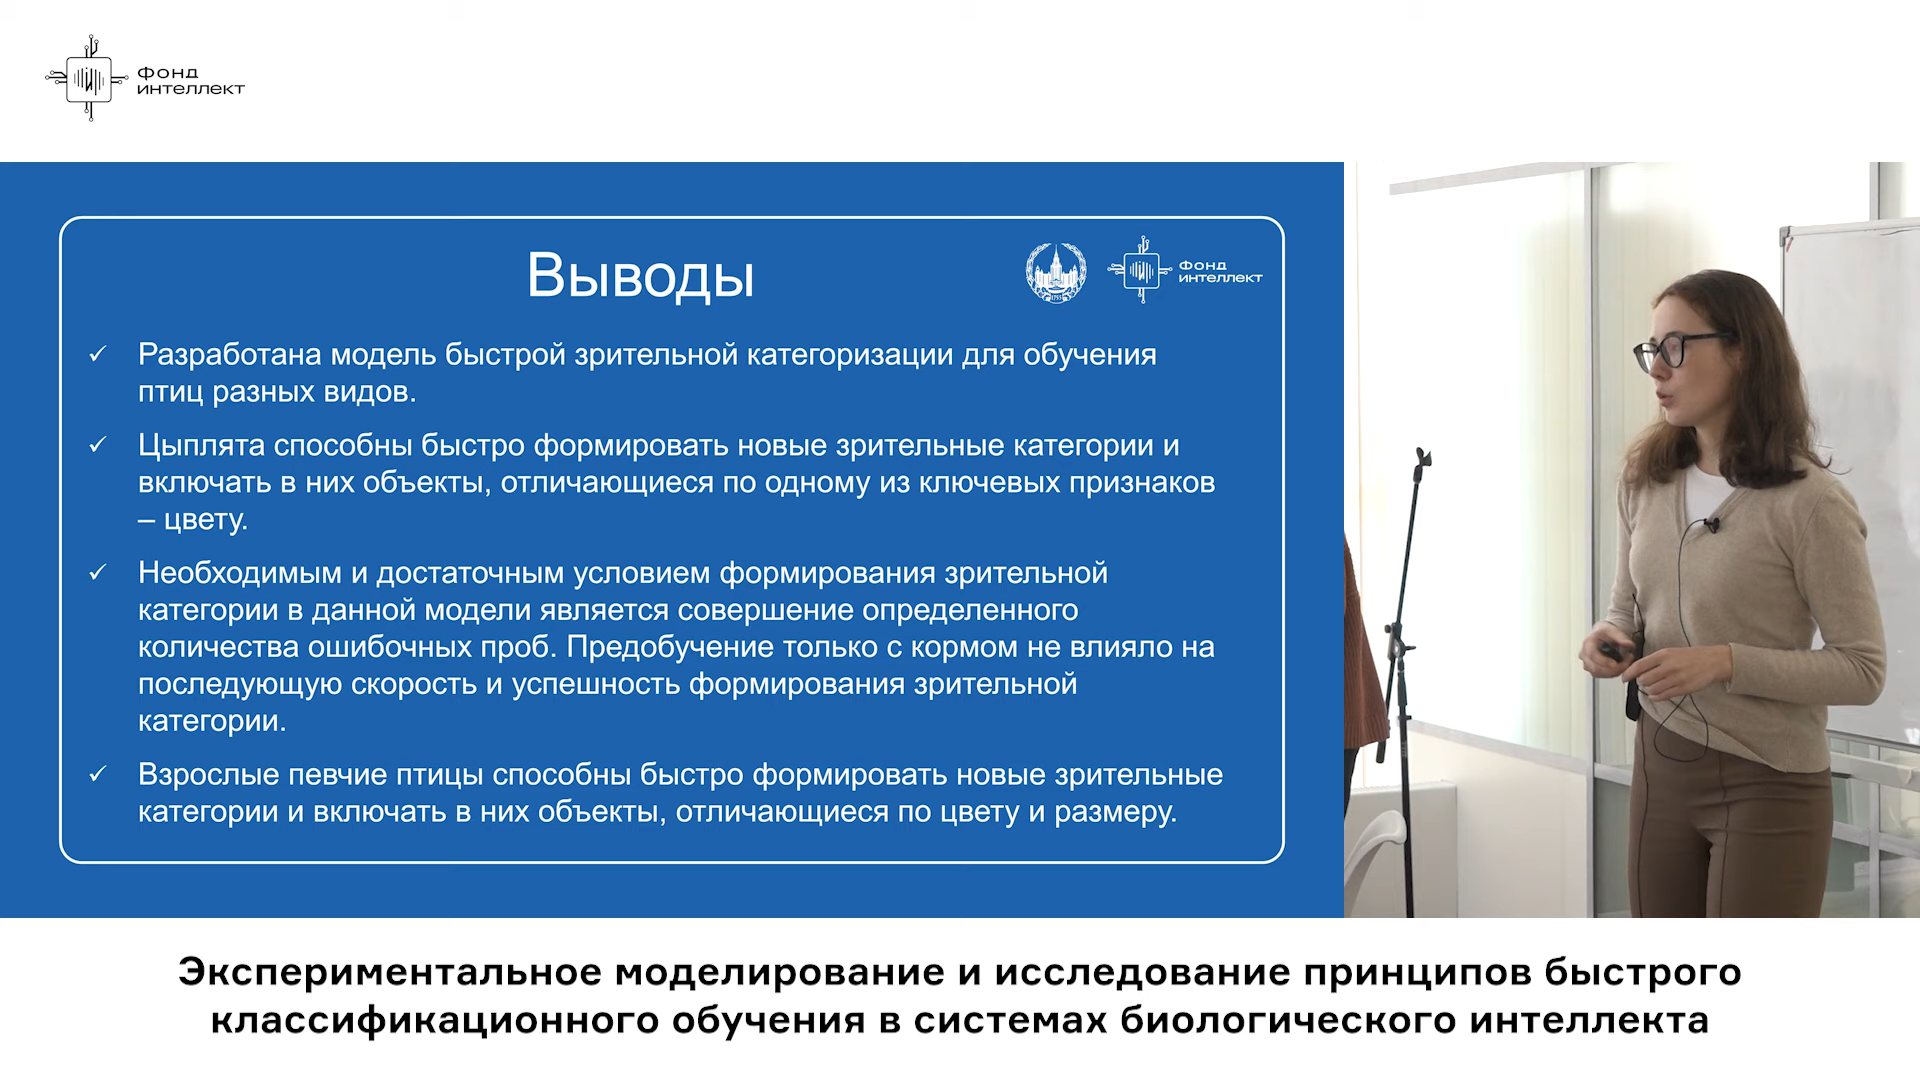 Фонд
интеллект
Выводы
1755
Фонд
интеллект
✓ Разработана модель быстрой зрительной категоризации для обучения
птиц разных видов.
✓ Цыплята способны быстро формировать новые зрительные категории и
включать в них объекты, отличающиеся по одному из ключевых признаков
– цвету.
✓ Необходимым и достаточным условием формирования зрительной
категории в данной модели является совершение определенного
количества ошибочных проб. Предобучение только с кормом не влияло на
последующую скорость и успешность формирования зрительной
категории.
✓ Взрослые певчие птицы способны быстро формировать новые зрительные
категории и включать в них объекты, отличающиеся по цвету и размеру.
Экспериментальное моделирование и исследование принципов быстрого
классификационного обучения в системах биологического интеллекта